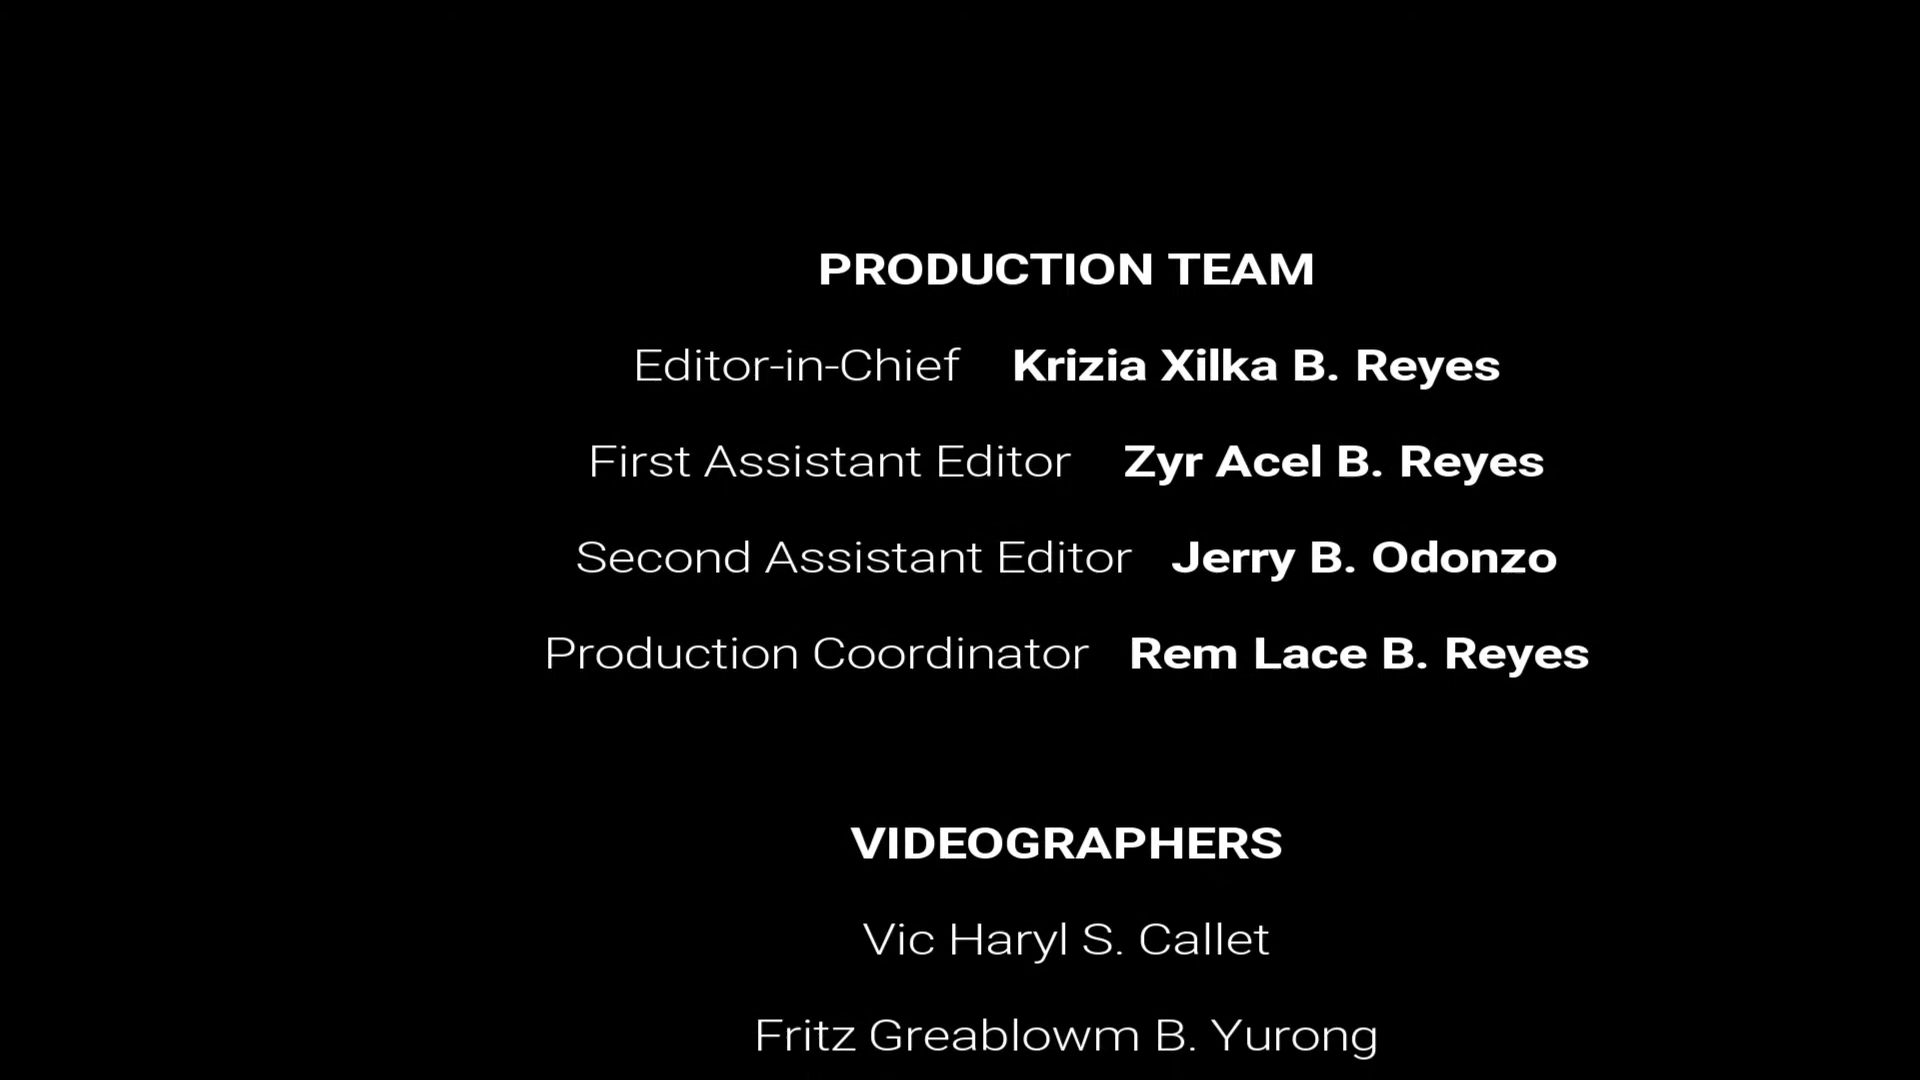 PRODUCTION TEAM
Editor-in-Chief Krizia Xilka B. Reyes
First Assistant Editor Zyr Acel B. Reyes
Second Assistant Editor Jerry B. Odonzo
Production Coordinator Rem Lace B. Reyes
VIDEOGRAPHERS
Vic Haryl S. Callet
Fritz Greablowm B. Yurong